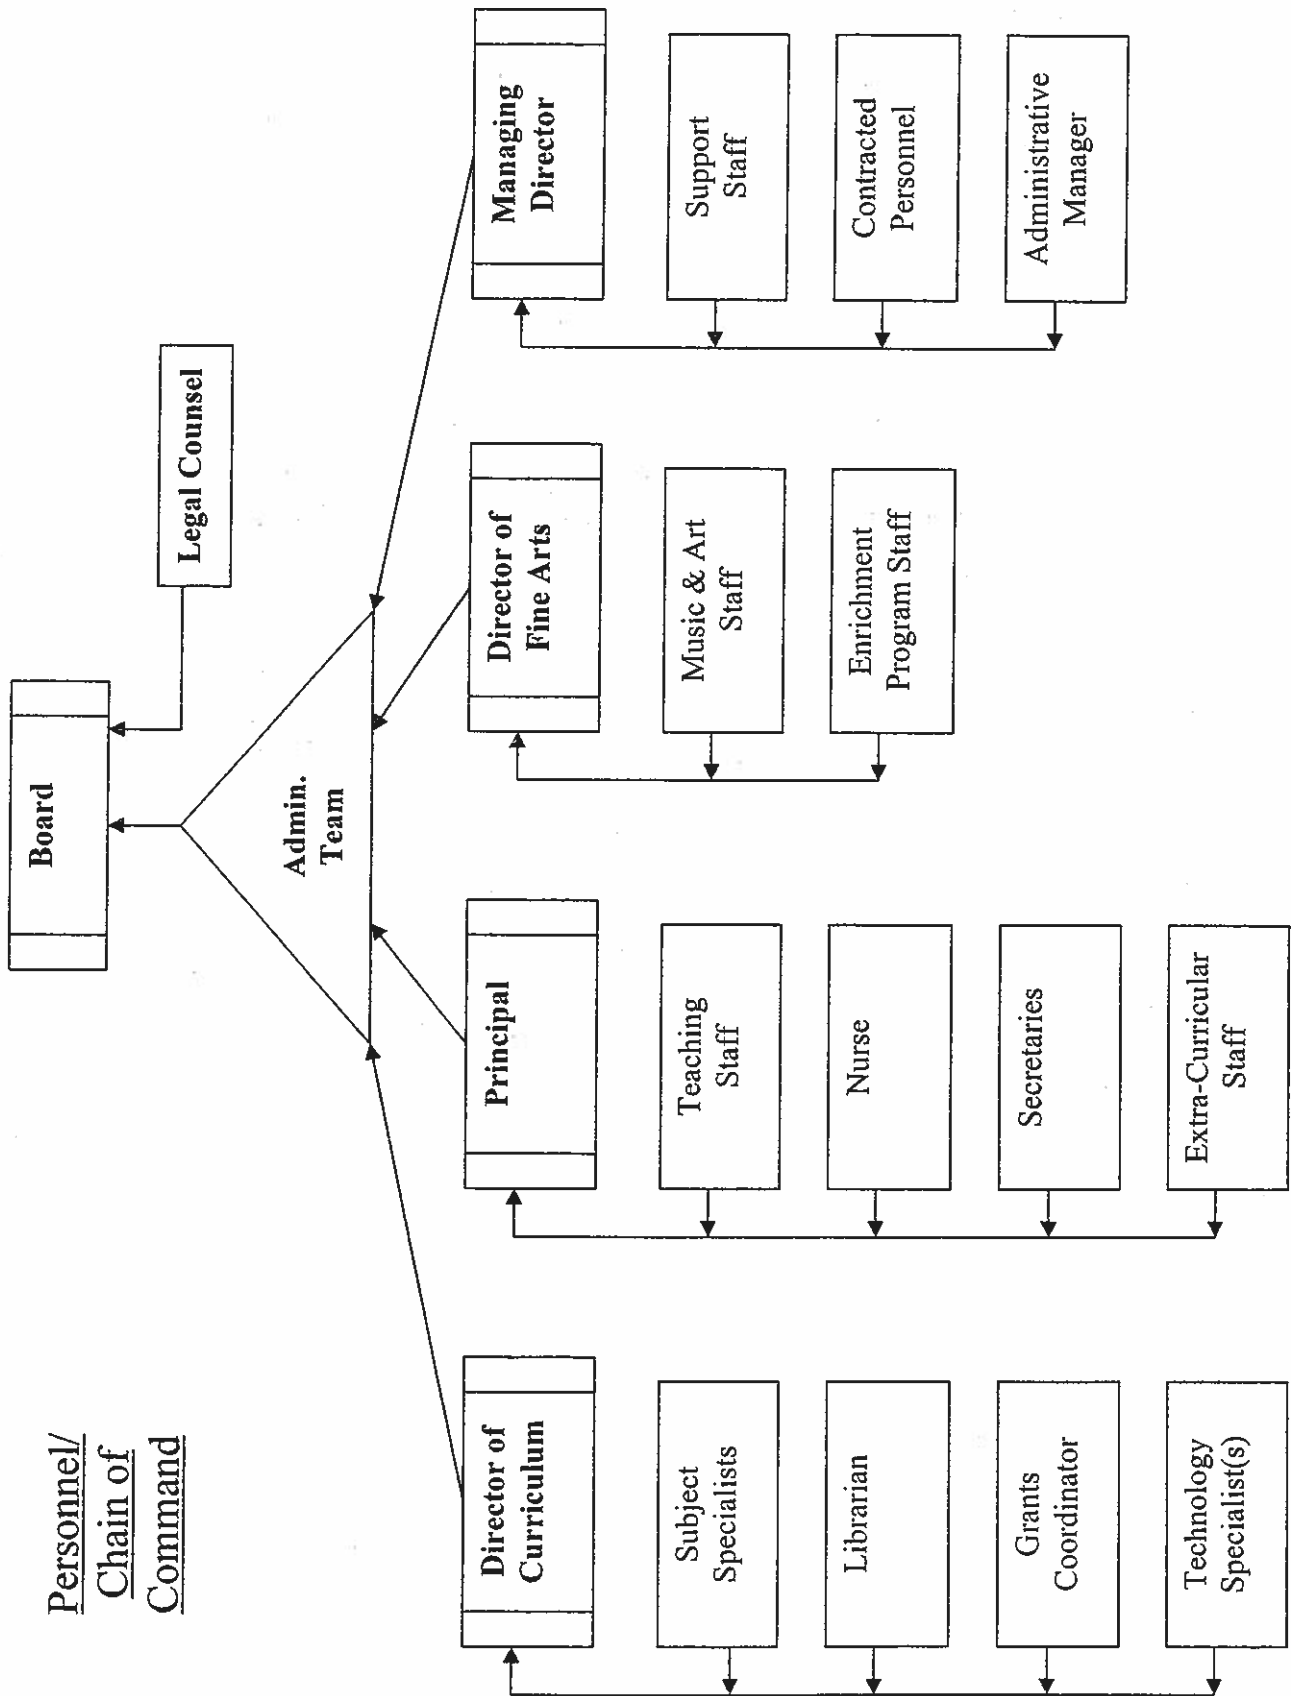 Personnel/
Chain of
Command
Board
Legal Counsel
Admin.
Team
Director of
Curriculum
Subject
Specialists
Librarian
Grants
Coordinator
Technology
Specialist(s)
Principal
Teaching
Staff
Nurse
Secretaries
Extra-Curricular
Staff
Director of
Fine Arts
Music & Art
Staff
Enrichment
Program Staff
Managing
Director
Support
Staff
Contracted
Personnel
Administrative
Manager